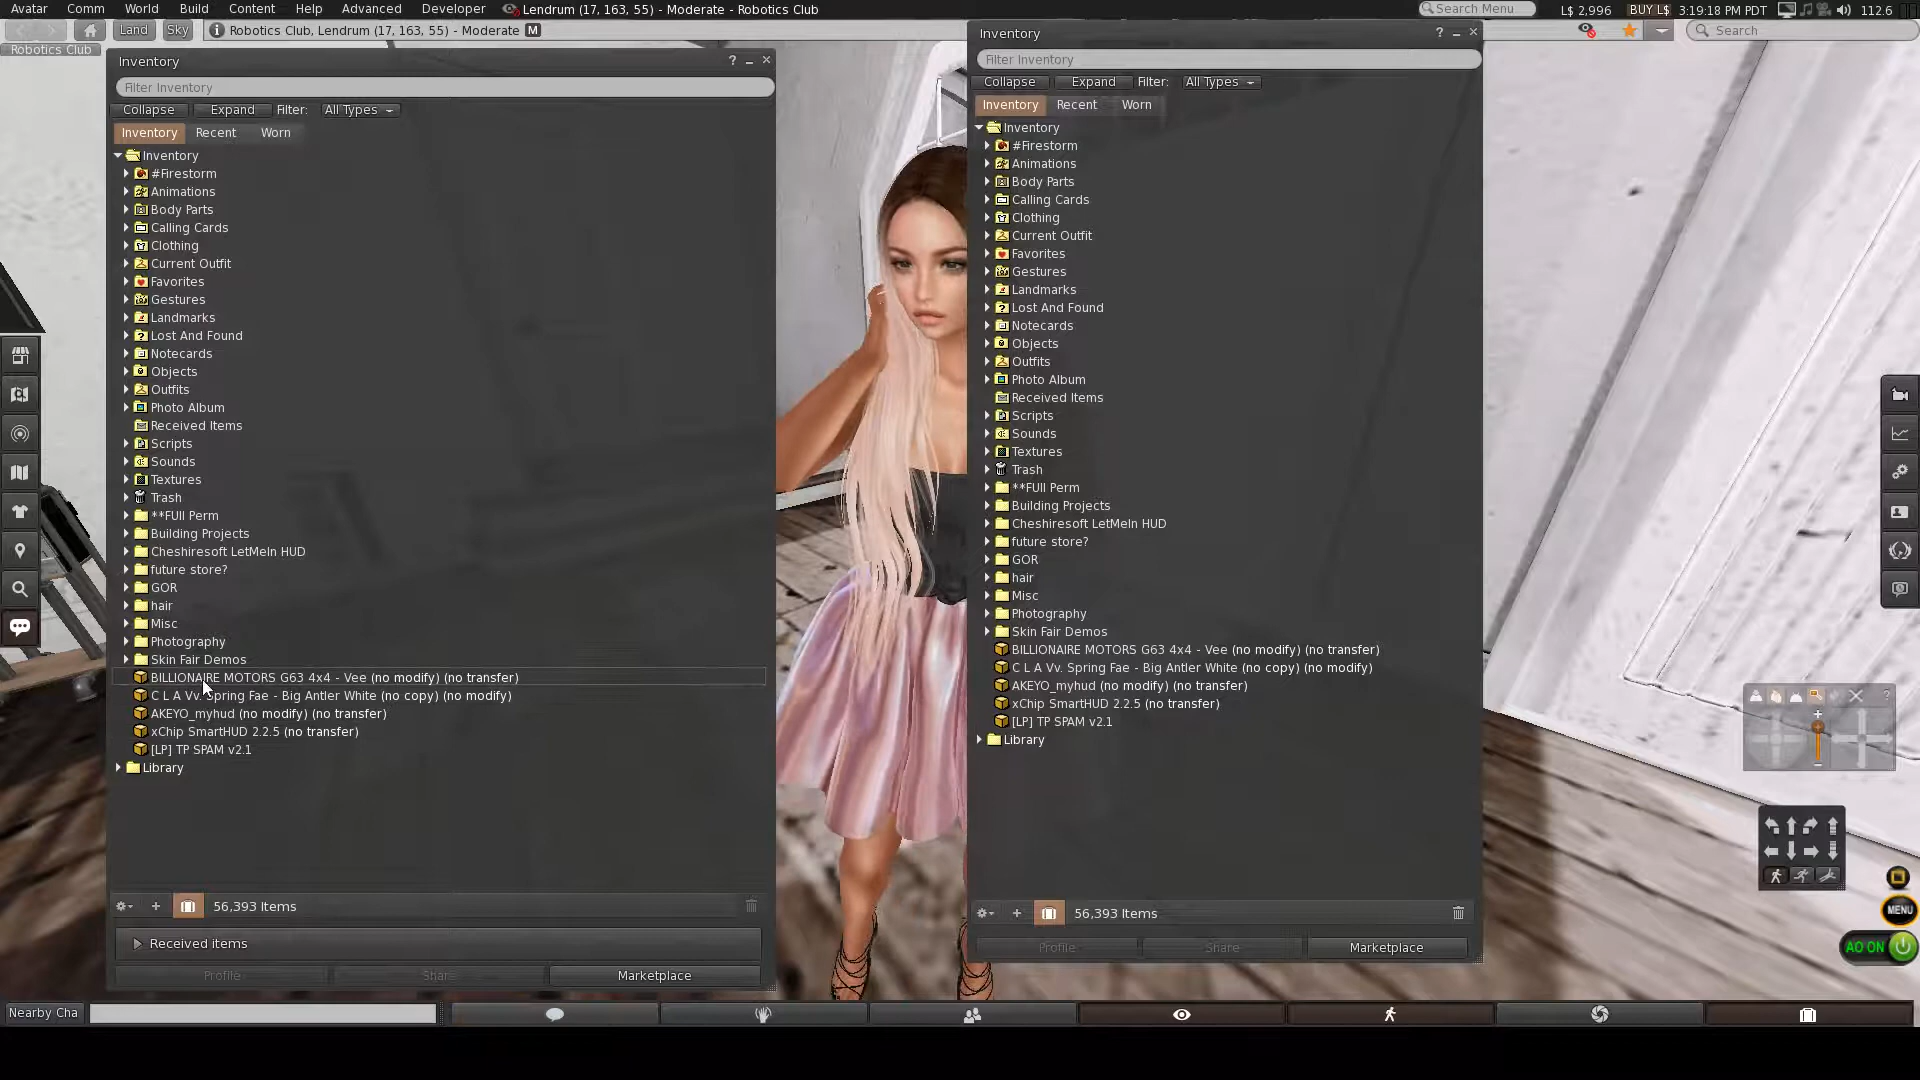 Avatar Comm World Build Content Help Advanced Developer Lendrum (17, 163, 55) - Moderate - Robotics Club Search Menu L$ 2,996 BUY L$ 3:19:18 PM PDT 112.6
Land Sky Robotics Club, Lendrum (17, 163, 55) - Moderate M Search
Robotics Club
Inventory ?
Filter Inventory
Collapse Expand Filter: All Types
Inventory Recent Worn
Inventory
#Firestorm
Animations
Body Parts
Calling Cards
Clothing
Current Outfit
Favorites
Gestures
Landmarks
Lost And Found
Notecards
Objects
Outfits
Photo Album
Received Items
Scripts
Sounds
Textures
Trash
**FUll Perm
Building Projects
Cheshiresoft LetMeIn HUD
future store?
GOR
hair
Misc
Photography
Skin Fair Demos
BILLIONAIRE MOTORS G63 4x4 - Vee (no modify) (no transfer)
C L A Vv. Spring Fae - Big Antler White (no copy) (no modify)
AKEYO_myhud (no modify) (no transfer)
xChip SmartHUD 2.2.5 (no transfer)
[LP] TP SPAM v2.1
Library
56,393 Items
Received items
Profile Share Marketplace
Inventory ?
Filter Inventory
Collapse Expand Filter: All Types
Inventory Recent Worn
Inventory
#Firestorm
Animations
Body Parts
Calling Cards
Clothing
Current Outfit
Favorites
Gestures
Landmarks
Lost And Found
Notecards
Objects
Outfits
Photo Album
Received Items
Scripts
Sounds
Textures
Trash
**FUll Perm
Building Projects
Cheshiresoft LetMeIn HUD
future store?
GOR
hair
Misc
Photography
Skin Fair Demos
BILLIONAIRE MOTORS G63 4x4 - Vee (no modify) (no transfer)
C L A Vv. Spring Fae - Big Antler White (no copy) (no modify)
AKEYO_myhud (no modify) (no transfer)
xChip SmartHUD 2.2.5 (no transfer)
[LP] TP SPAM v2.1
Library
56,393 Items
Profile Share Marketplace
?
MENU
AO ON
Nearby Cha